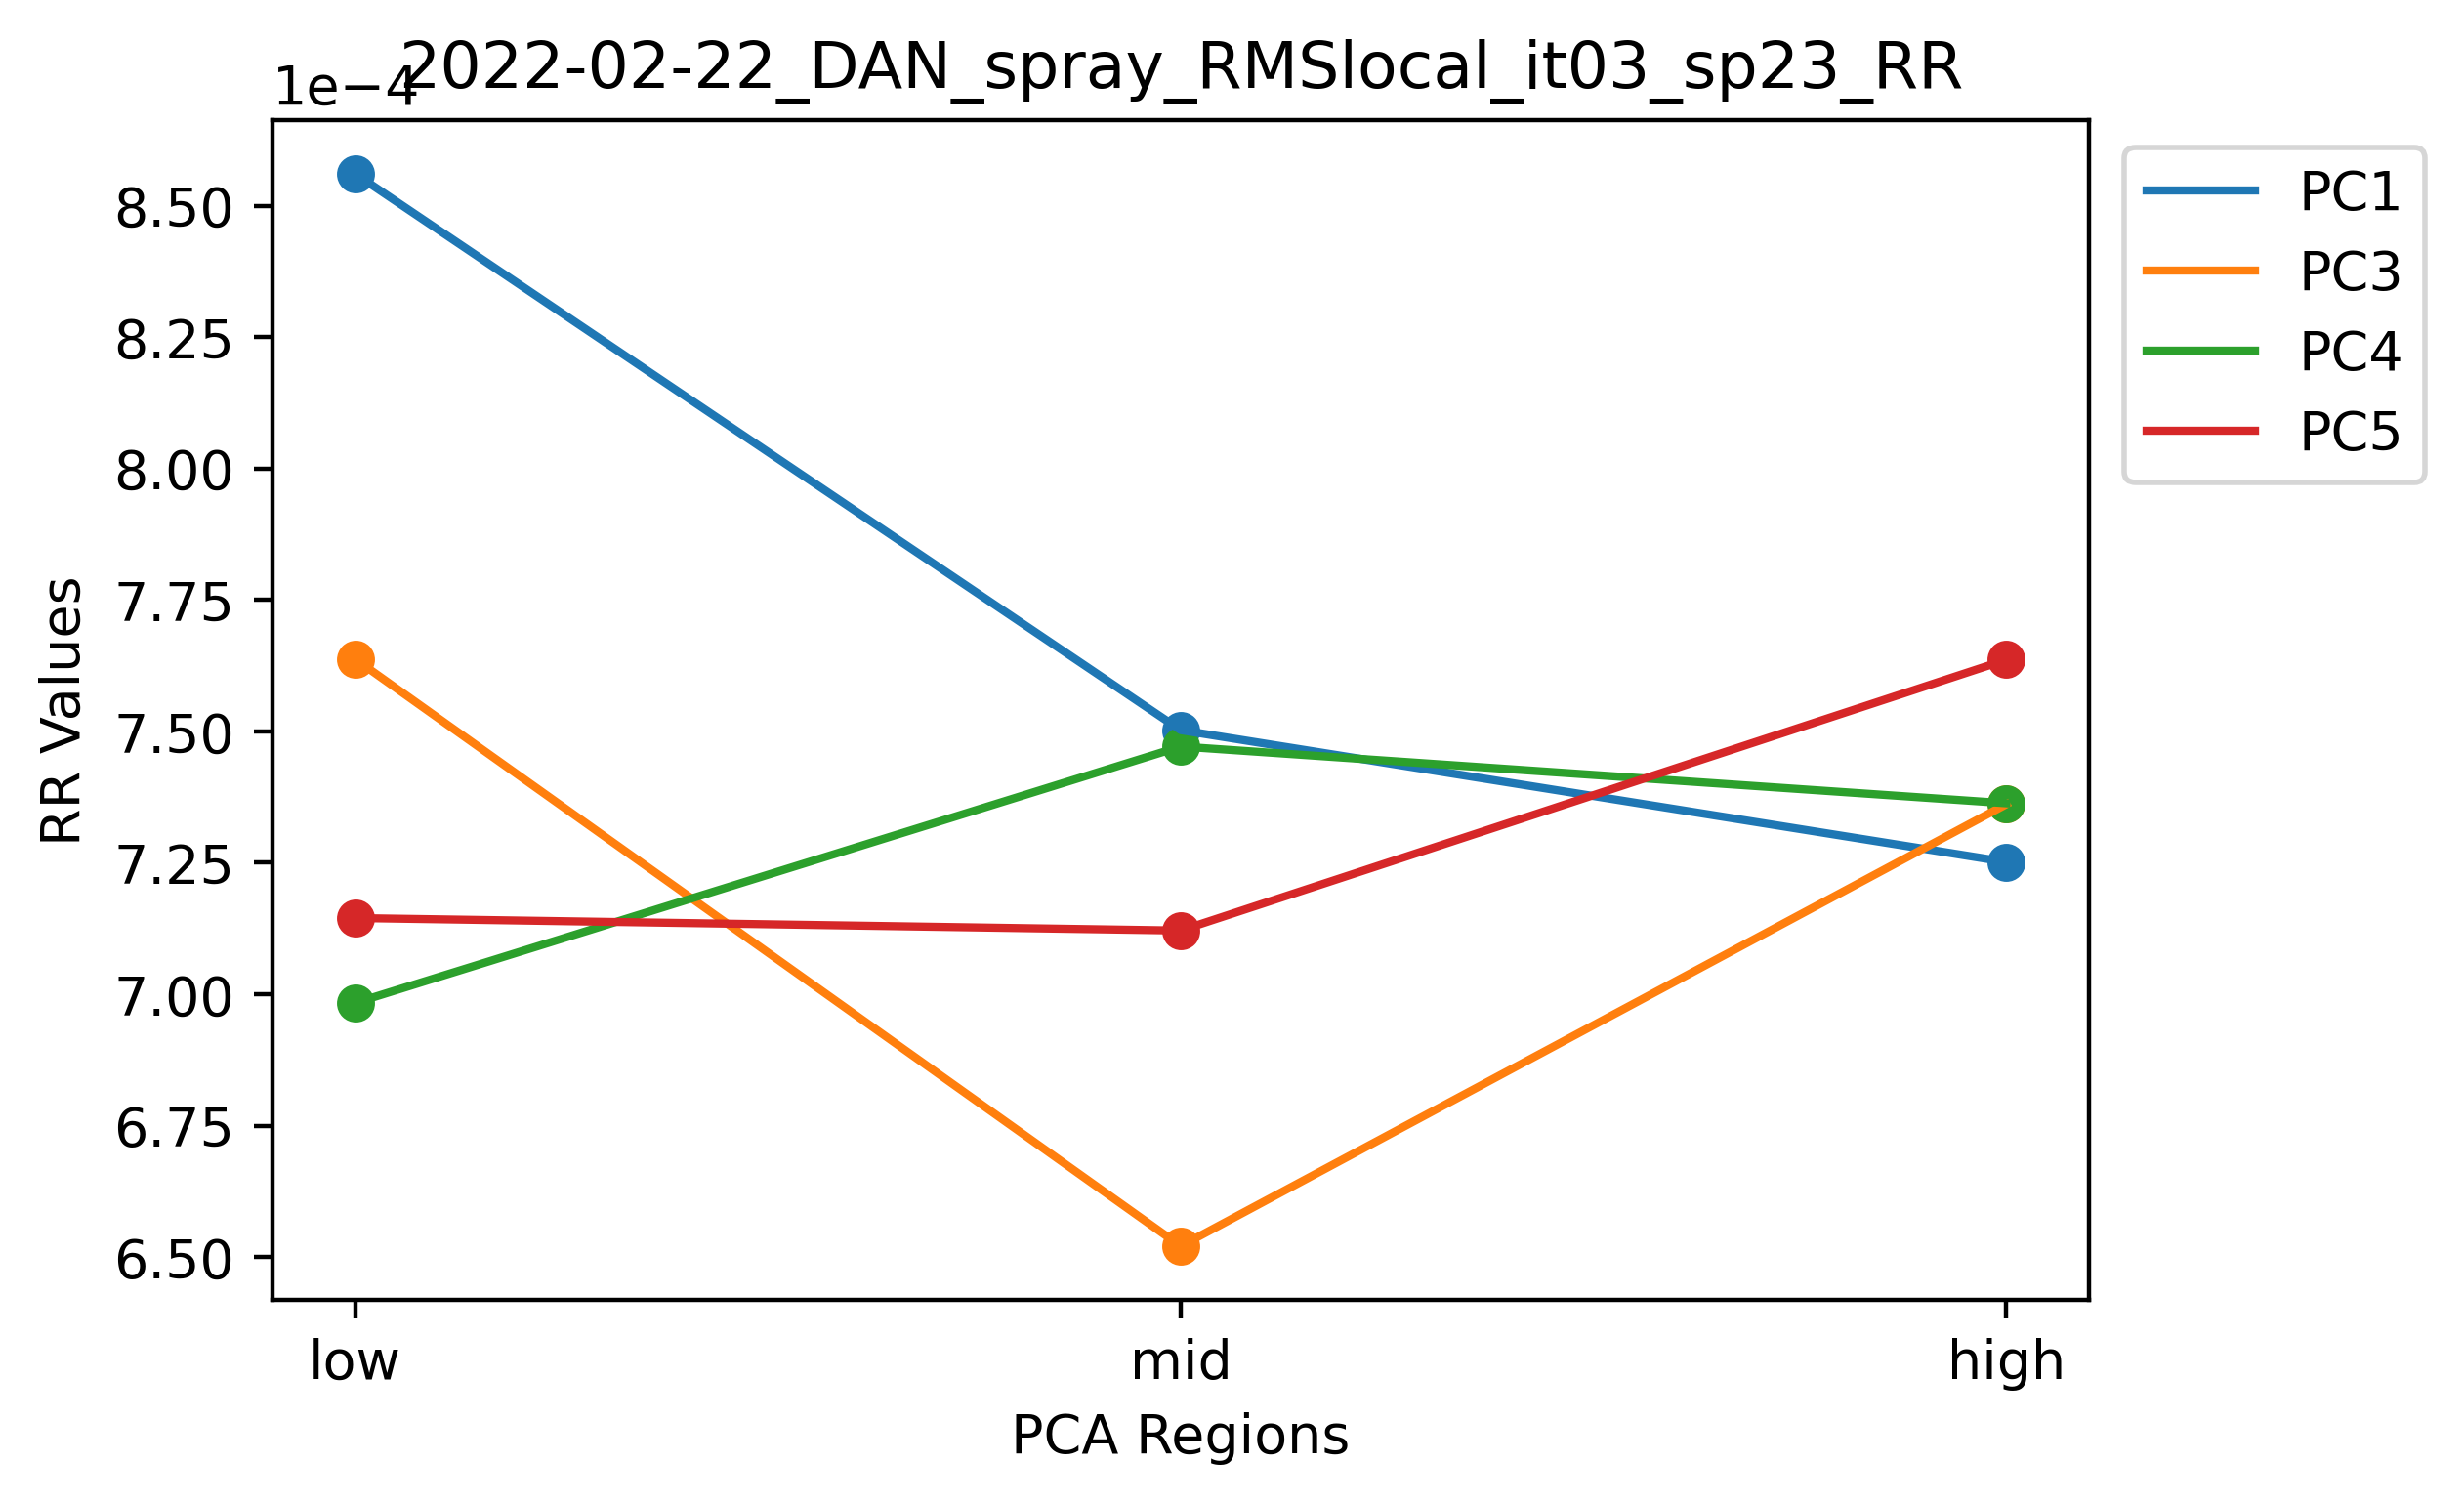 2022-02-22_DAN_spray_RMSlocal_it03_sp23_RR
1e−4
8.50
8.25
8.00
7.75
7.50
7.25
7.00
6.75
6.50
RR Values
low
mid
high
PCA Regions
PC1
PC3
PC4
PC5